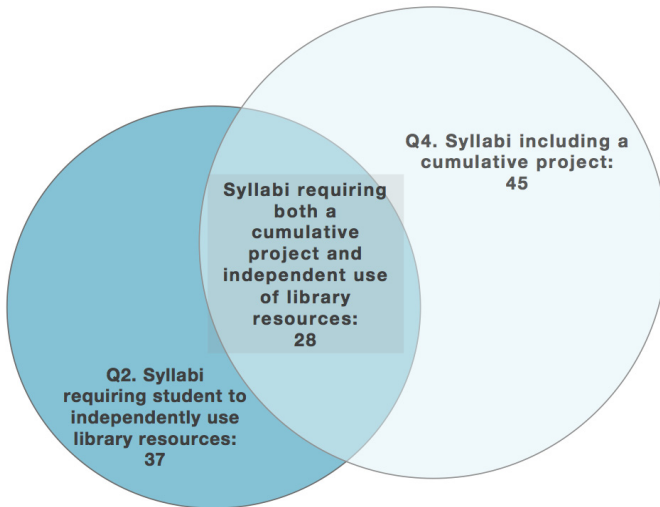 Q4. Syllabi including a
cumulative project:
45
Syllabi requiring
both a
cumulative
project and
independent use
of library
resources:
28
Q2. Syllabi
requiring student to
independently use
library resources:
37